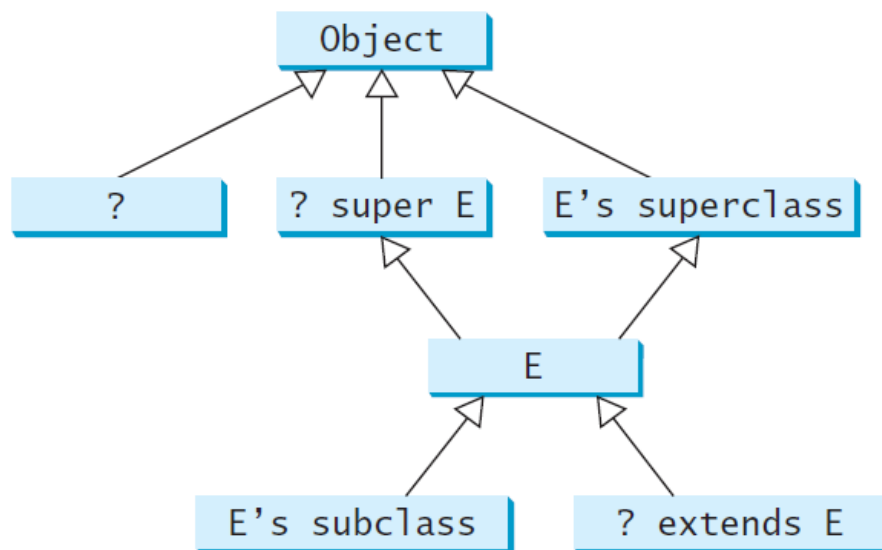 Object
?
? super E
E’s superclass
E
E’s subclass
? extends E